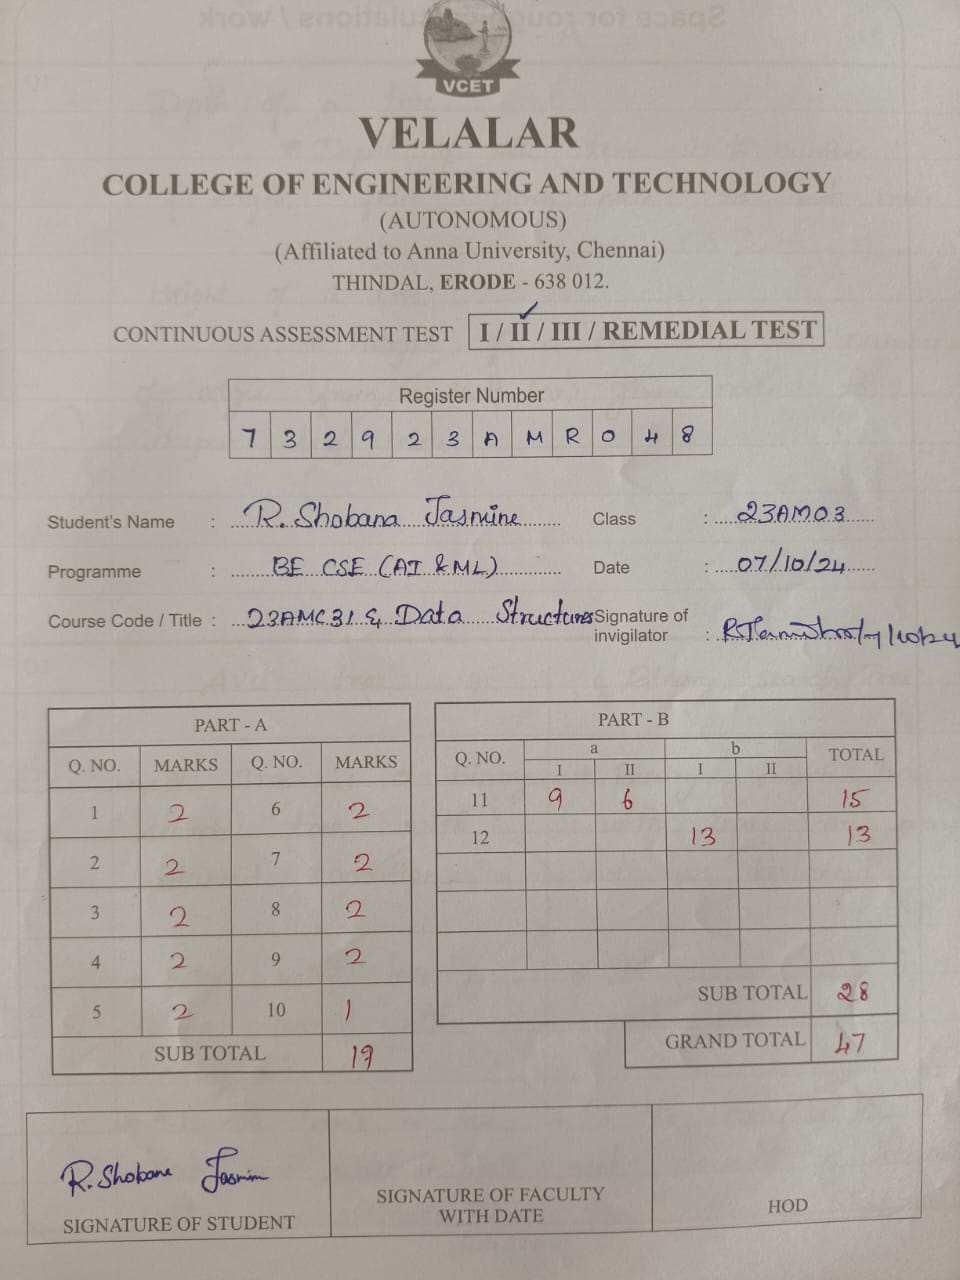 Space for rough calculations / work
VCET
VELALAR
COLLEGE OF ENGINEERING AND TECHNOLOGY
(AUTONOMOUS)
(Affiliated to Anna University, Chennai)
THINDAL, ERODE - 638 012.
CONTINUOUS ASSESSMENT TEST I / II / III / REMEDIAL TEST
Register Number
7 3 2 9 2 3 A M R 0 4 8
Student's Name : R. Shobana Jasmine Class : 23AM03
Programme : BE CSE (AI & ML) Date : 07/10/24
Course Code / Title : 23AMC31 & Data Structures Signature of invigilator :
PART - A
Q. NO. MARKS Q. NO. MARKS
1 2 6 2
2 2 7 2
3 2 8 2
4 2 9 2
5 2 10 1
SUB TOTAL 19
PART - B
Q. NO. a b TOTAL
I II I II
11 9 6 15
12 13 13
SUB TOTAL 28
GRAND TOTAL 47
R. Shobana Jasmine
SIGNATURE OF STUDENT
SIGNATURE OF FACULTY
WITH DATE
HOD